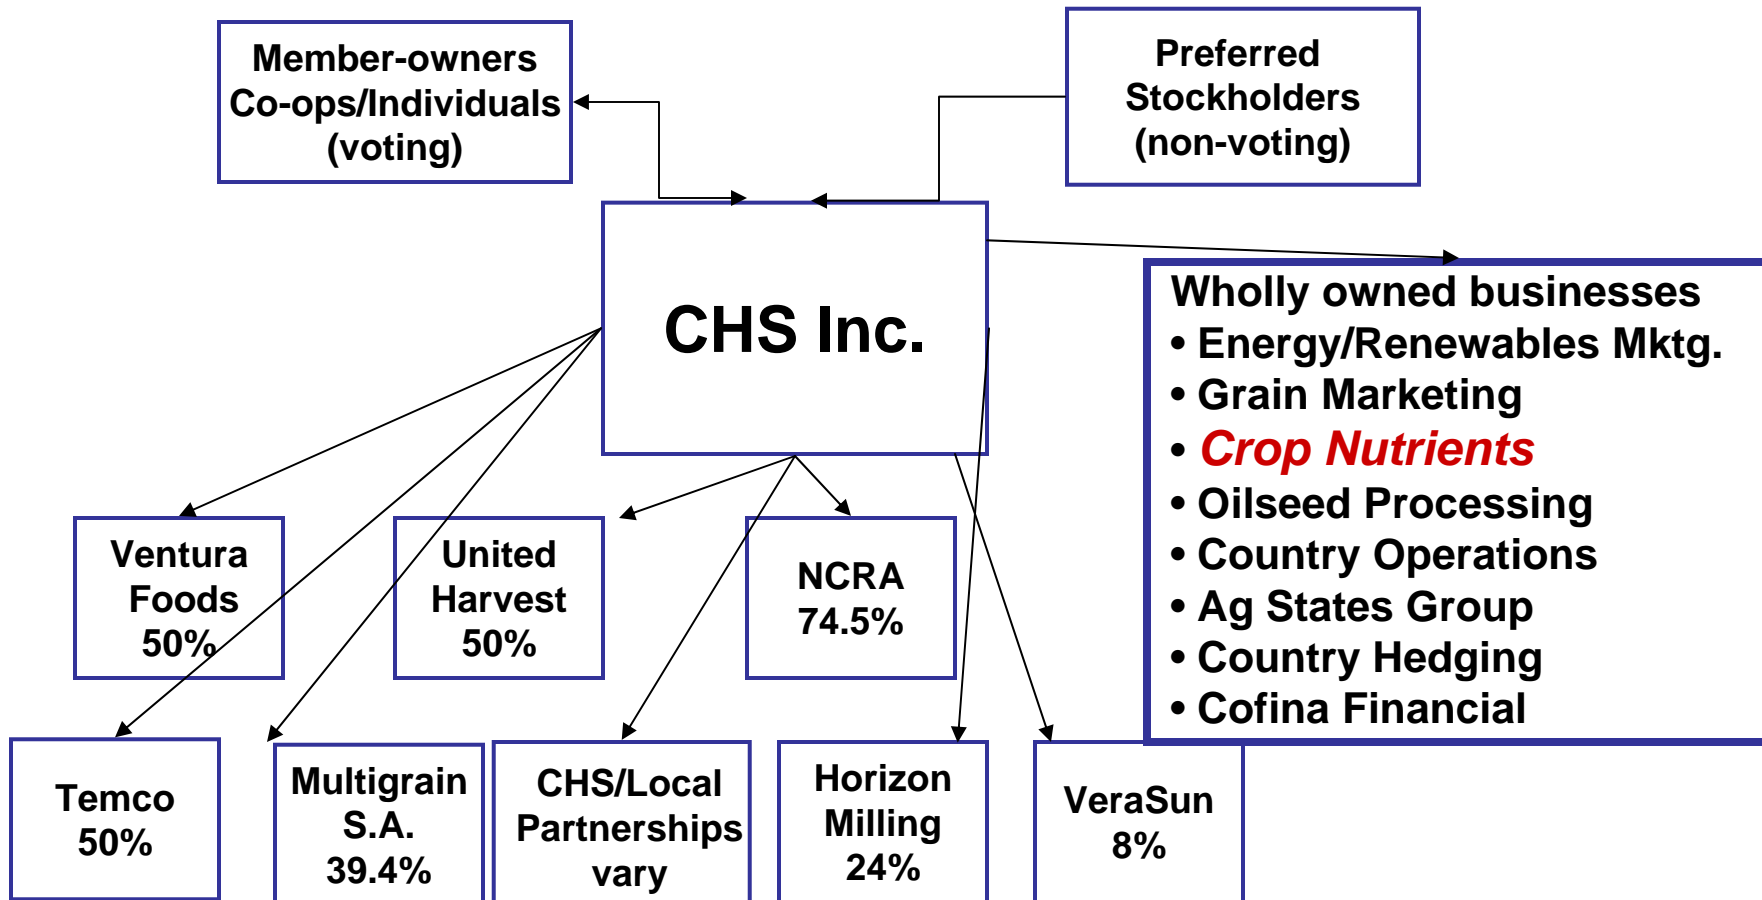 Member-owners
Co-ops/Individuals
(voting)
Preferred
Stockholders
(non-voting)
CHS Inc.
Wholly owned businesses
• Energy/Renewables Mktg.
• Grain Marketing
• Crop Nutrients
• Oilseed Processing
• Country Operations
• Ag States Group
• Country Hedging
• Cofina Financial
Ventura
Foods
50%
United
Harvest
50%
NCRA
74.5%
Temco
50%
Multigrain
S.A.
39.4%
CHS/Local
Partnerships
vary
Horizon
Milling
24%
VeraSun
8%